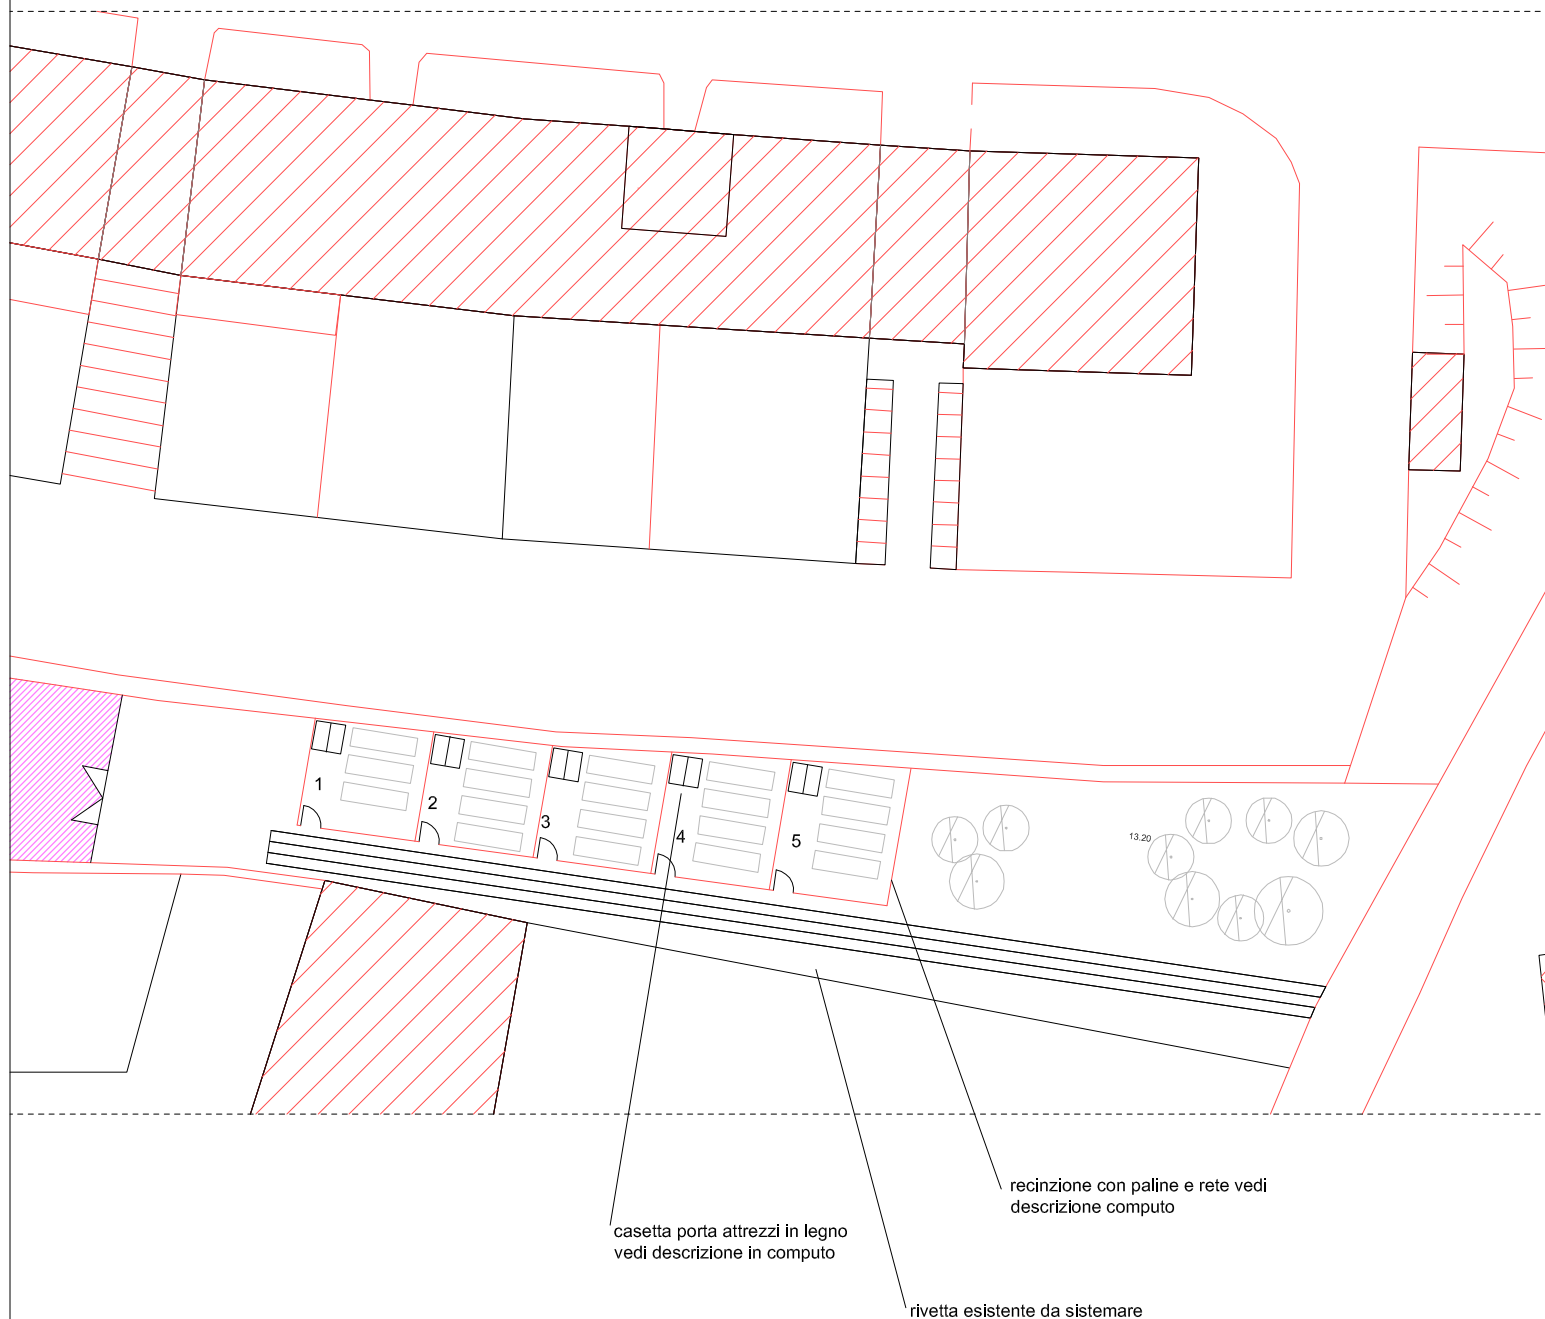 1
2
3
4
5
13.20
recinzione con paline e rete vedi
descrizione computo
casetta porta attrezzi in legno
vedi descrizione in computo
rivetta esistente da sistemare